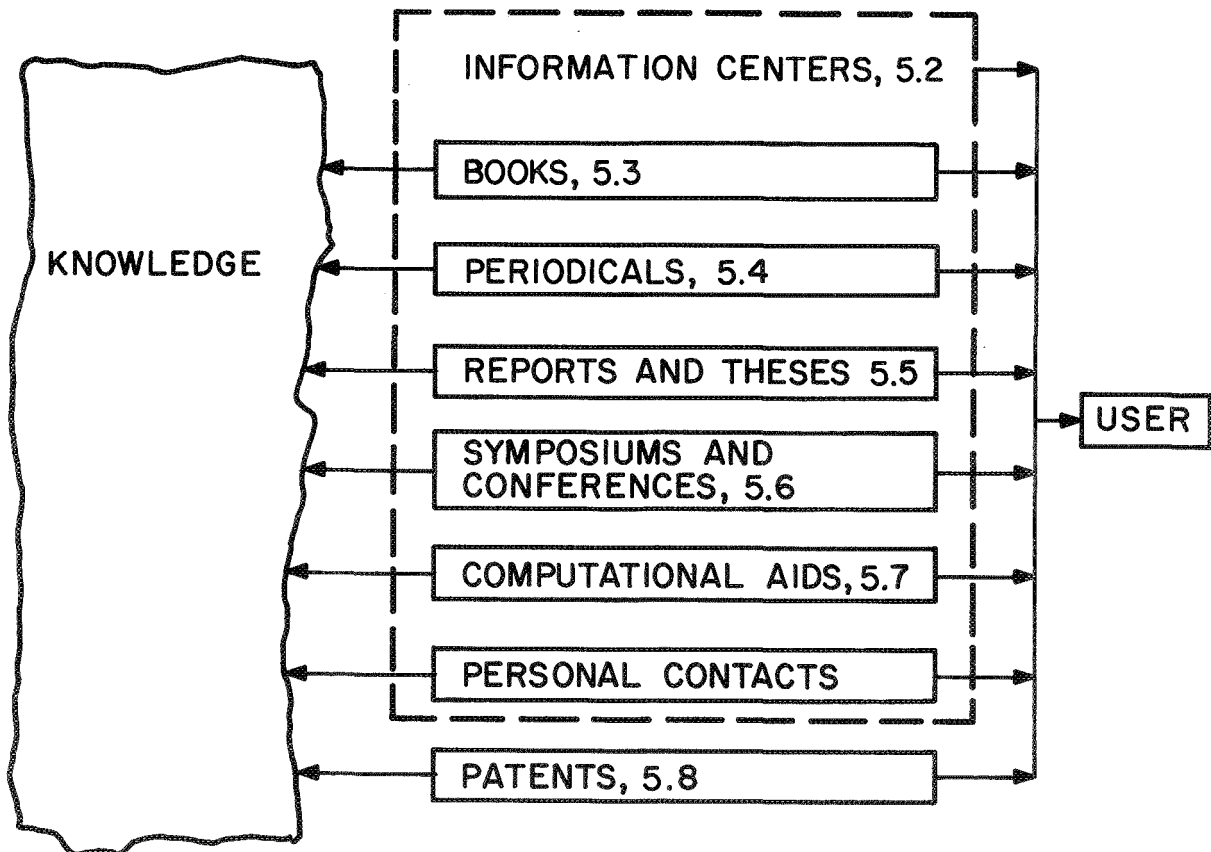 INFORMATION CENTERS, 5.2
BOOKS, 5.3
KNOWLEDGE
PERIODICALS, 5.4
REPORTS AND THESES 5.5
USER
SYMPOSIUMS AND
CONFERENCES, 5.6
COMPUTATIONAL AIDS, 5.7
PERSONAL CONTACTS
PATENTS, 5.8